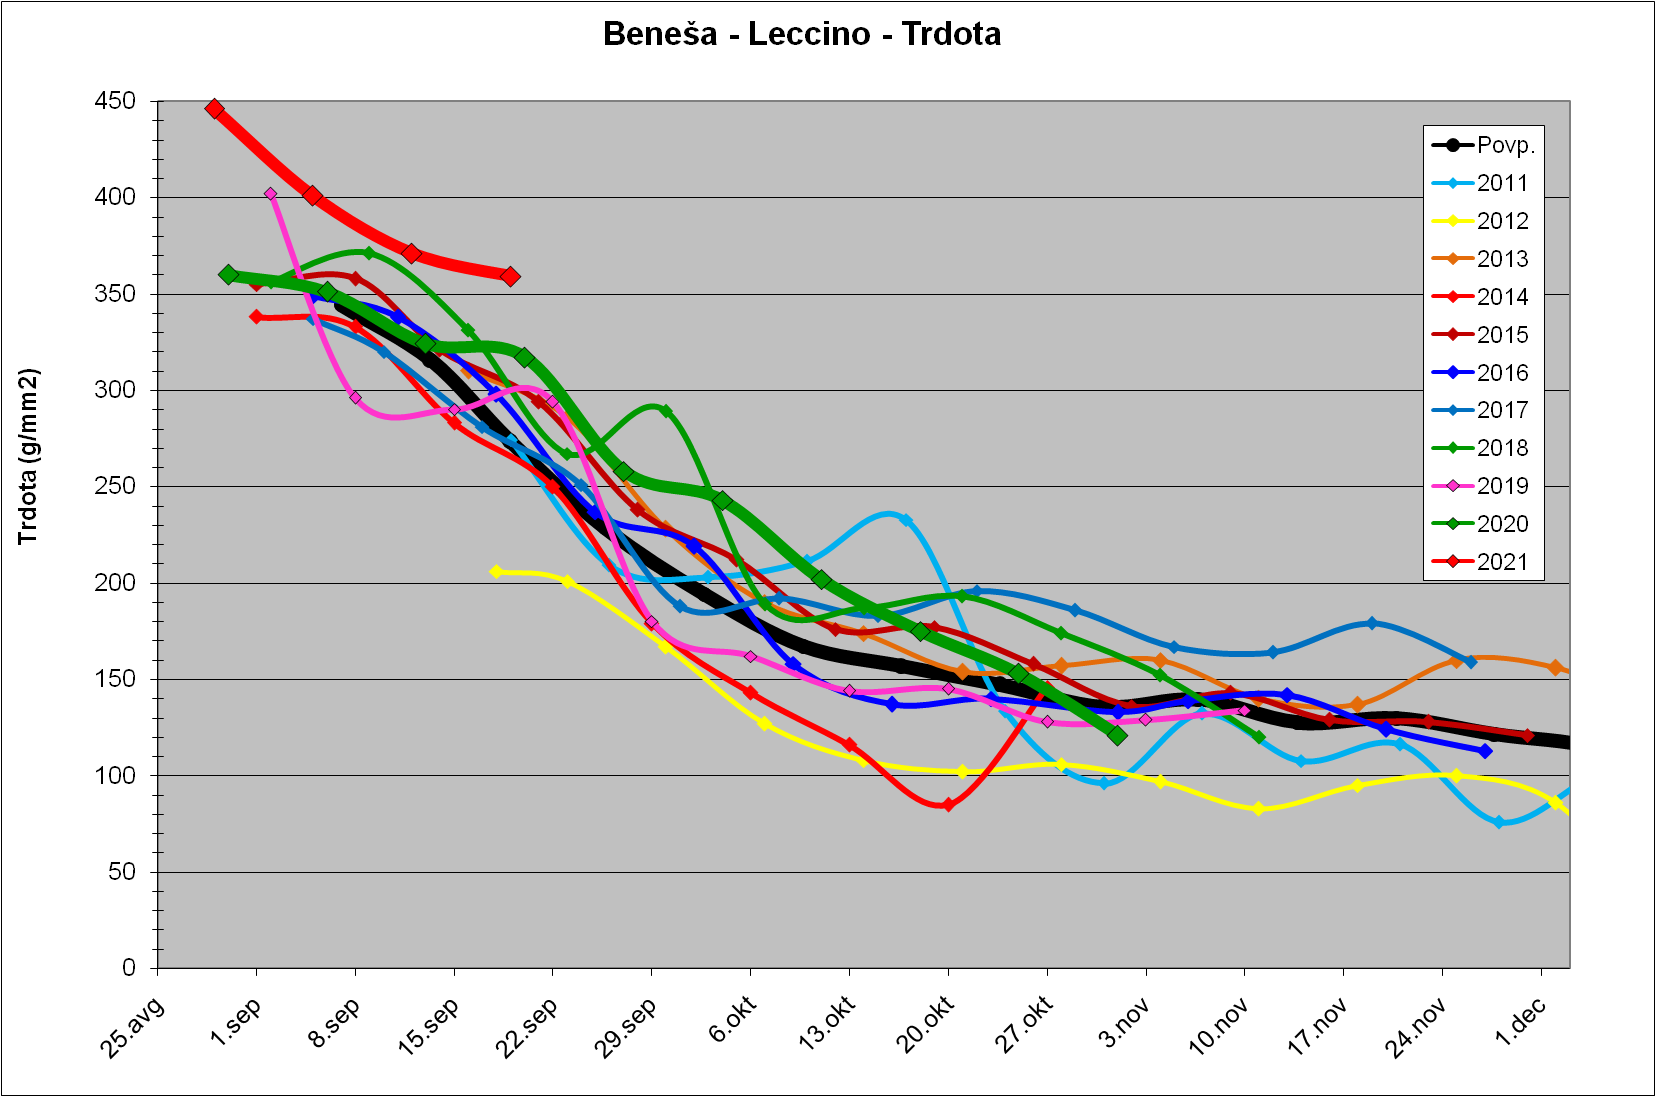 Beneša - Leccino - Trdota
Trdota (g/mm2)
450
400
350
300
250
200
150
100
50
0
25.avg
1.sep
8.sep
15.sep
22.sep
29.sep
6.okt
13.okt
20.okt
27.okt
3.nov
10.nov
17.nov
24.nov
1.dec
Povp.
2011
2012
2013
2014
2015
2016
2017
2018
2019
2020
2021